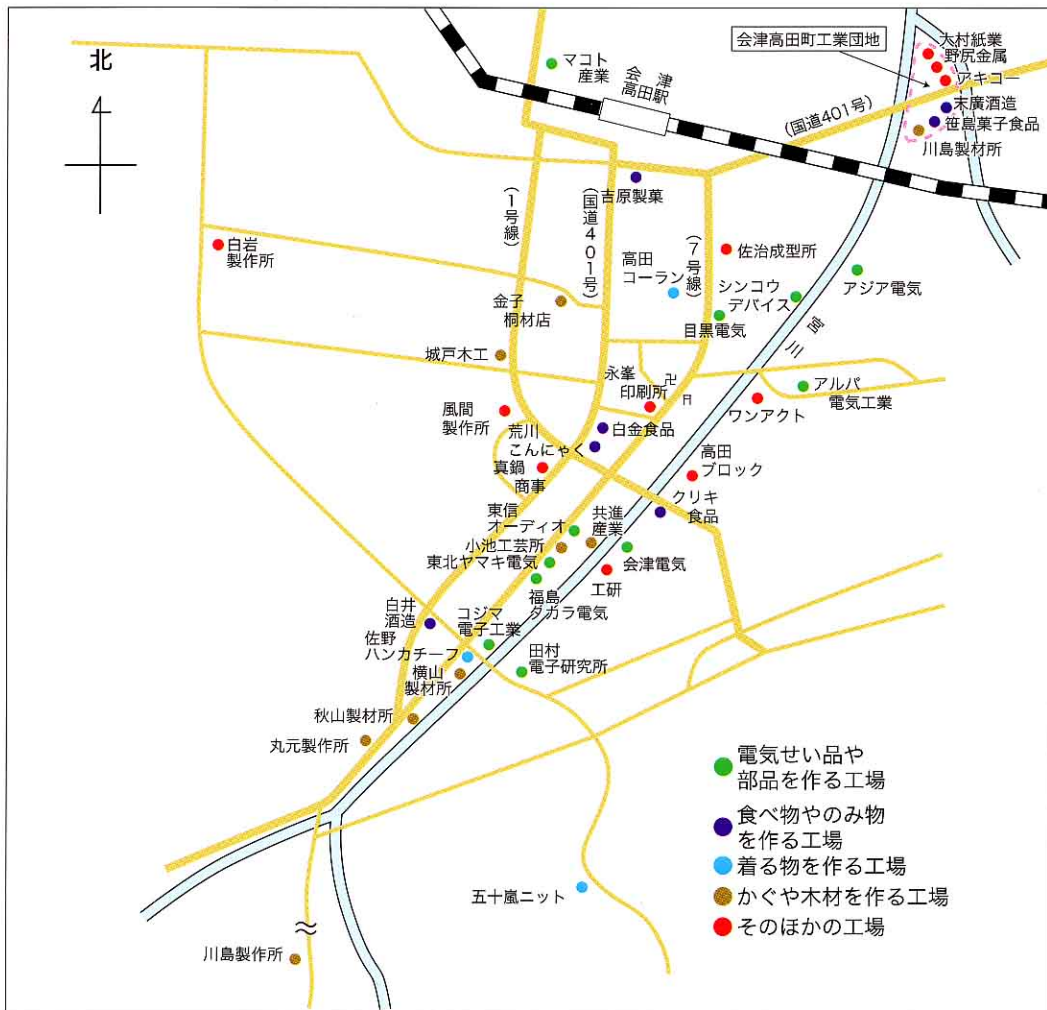 北
マコト
産業
会津
高田駅
会津高田町工業団地
大村紙業
野尻金属
アキコー
末廣酒造
笹島菓子食品
川島製材所
(国道401号)
吉原製菓
(1号線)
(国道401号)
(7号線)
高田
コーラン
佐治成型所
シンコウ
デバイス
アジア電気
目黒電気
宮川
白岩
製作所
金子
桐材店
城戸木工
永峯
印刷所
卍
アルパ
電気工業
ワンアクト
風間
製作所
荒川
こんにゃく
白金食品
真鍋
商事
高田
ブロック
クリキ
食品
東信
オーディオ
共進
産業
小池工芸所
東北ヤマキ電気
会津電気
工研
福島
タカラ電気
白井
酒造
コジマ
電子工業
佐野
ハンカチーフ
田村
電子研究所
横山
製材所
秋山製材所
丸元製作所
五十嵐ニット
川島製作所
電気せい品や
部品を作る工場
食べ物やのみ物
を作る工場
着る物を作る工場
かぐや木材を作る工場
そのほかの工場